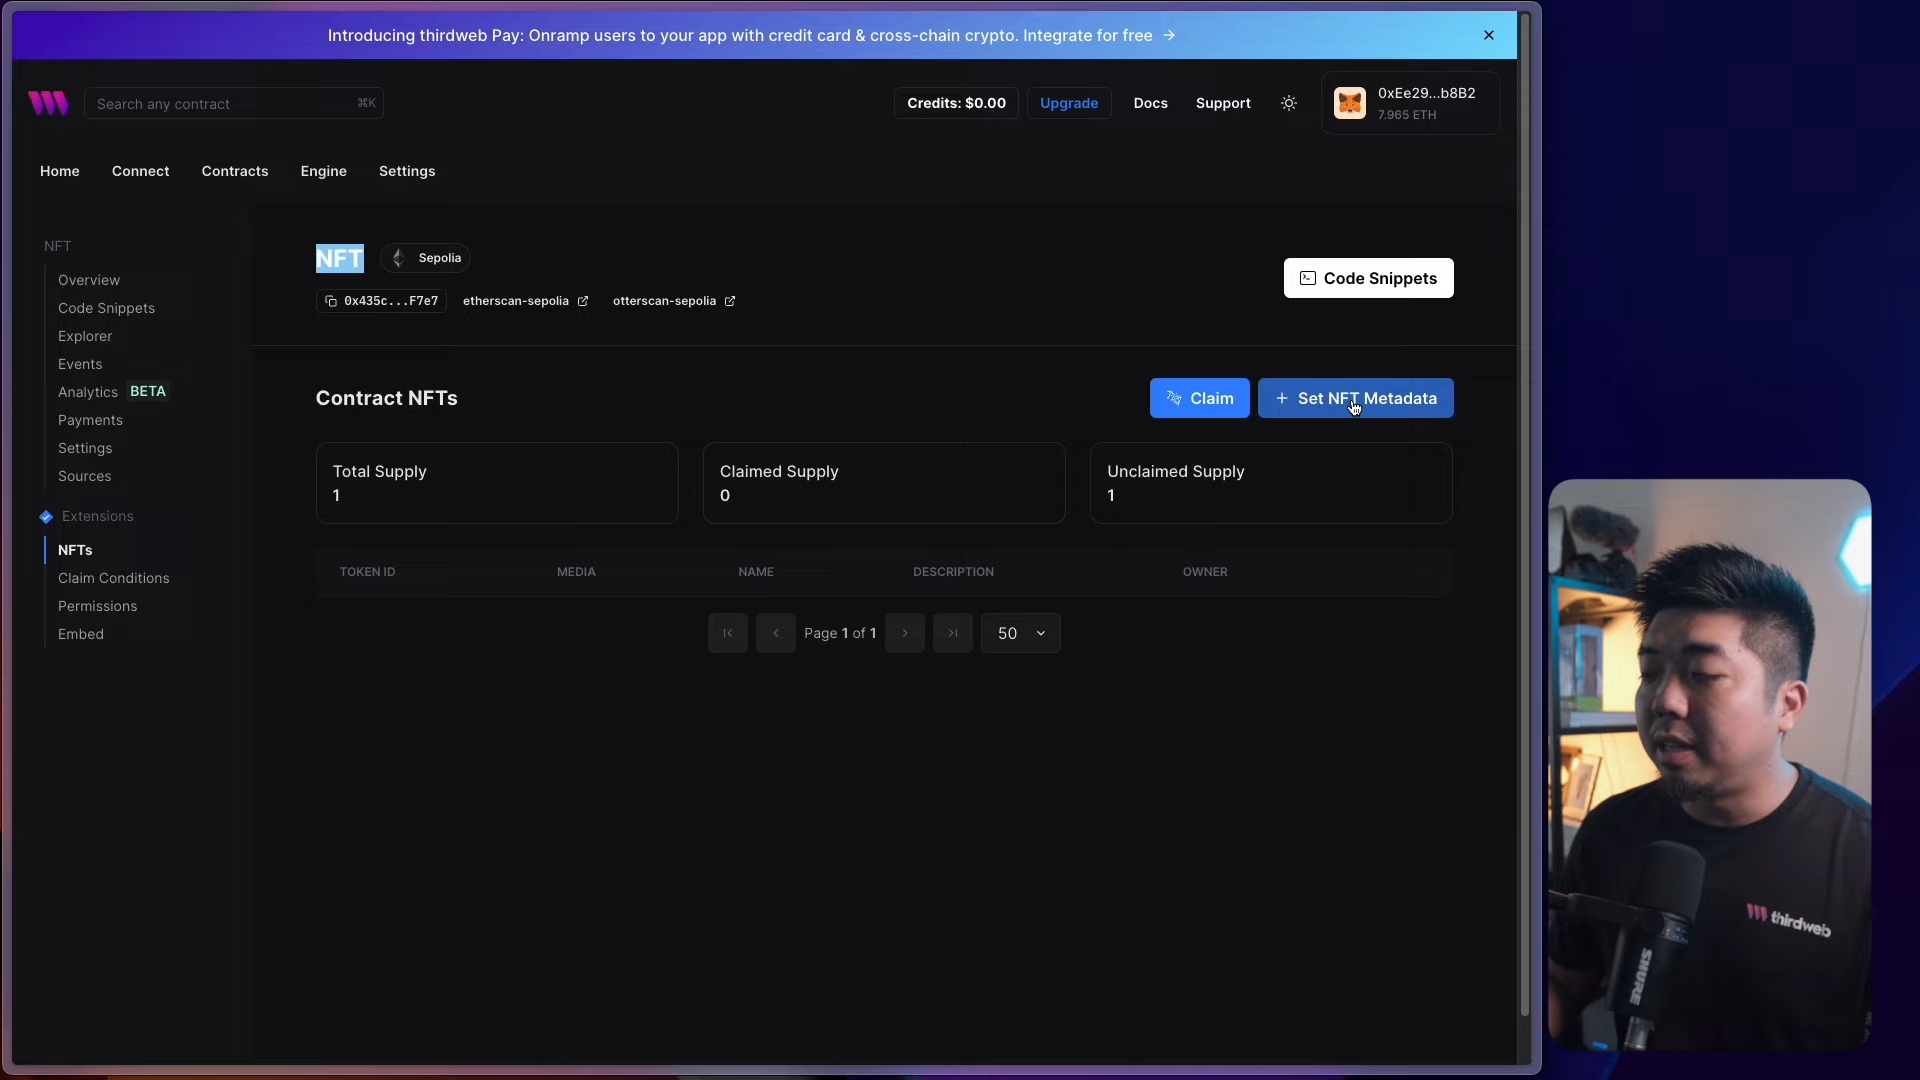 Introducing thirdweb Pay: Onramp users to your app with credit card & cross-chain crypto. Integrate for free →
Search any contract ⌘K
Credits: $0.00
Upgrade
Docs
Support
0xEe29...b8B2
7.965 ETH
Home
Connect
Contracts
Engine
Settings
NFT
Overview
Code Snippets
Explorer
Events
Analytics BETA
Payments
Settings
Sources
Extensions
NFTs
Claim Conditions
Permissions
Embed
NFT
Sepolia
0x435c...F7e7
etherscan-sepolia
otterscan-sepolia
Code Snippets
Contract NFTs
Claim
+ Set NFT Metadata
Total Supply
1
Claimed Supply
0
Unclaimed Supply
1
TOKEN ID
MEDIA
NAME
DESCRIPTION
OWNER
Page 1 of 1
50
thirdweb
SHURE